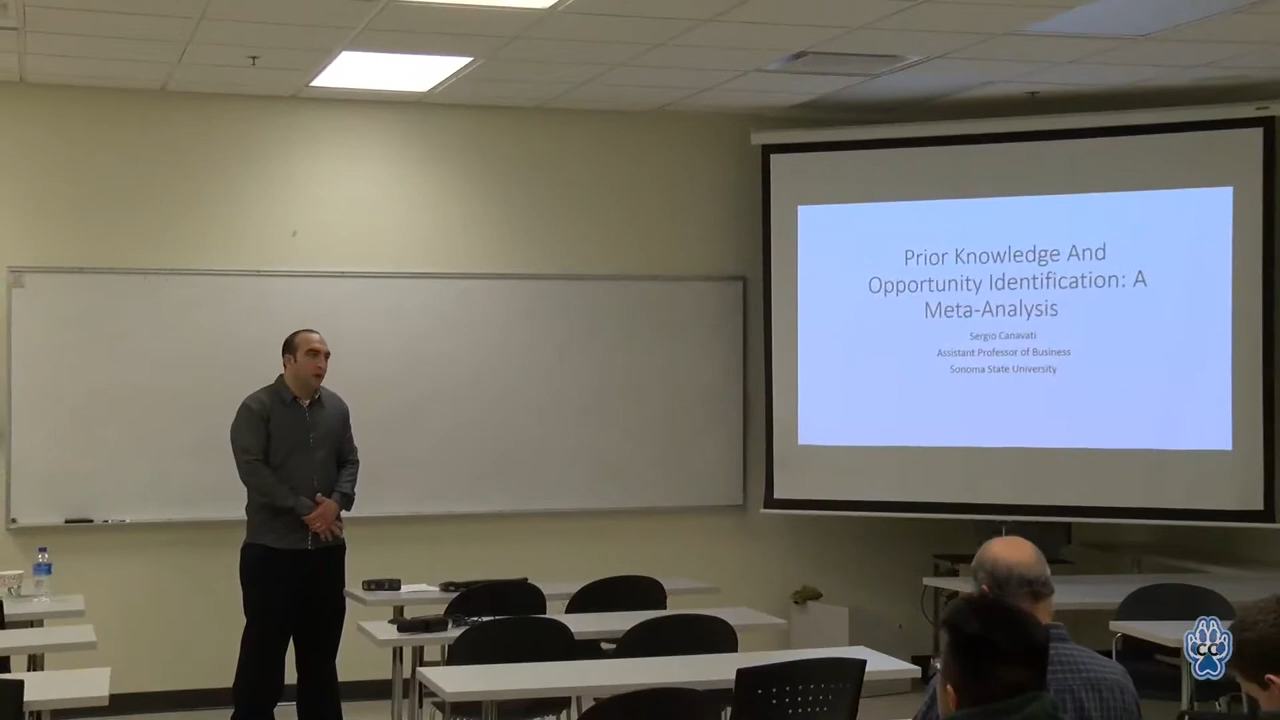 Prior Knowledge And
Opportunity Identification: A
Meta-Analysis
Sergio Canavati
Assistant Professor of Business
Sonoma State University
CC